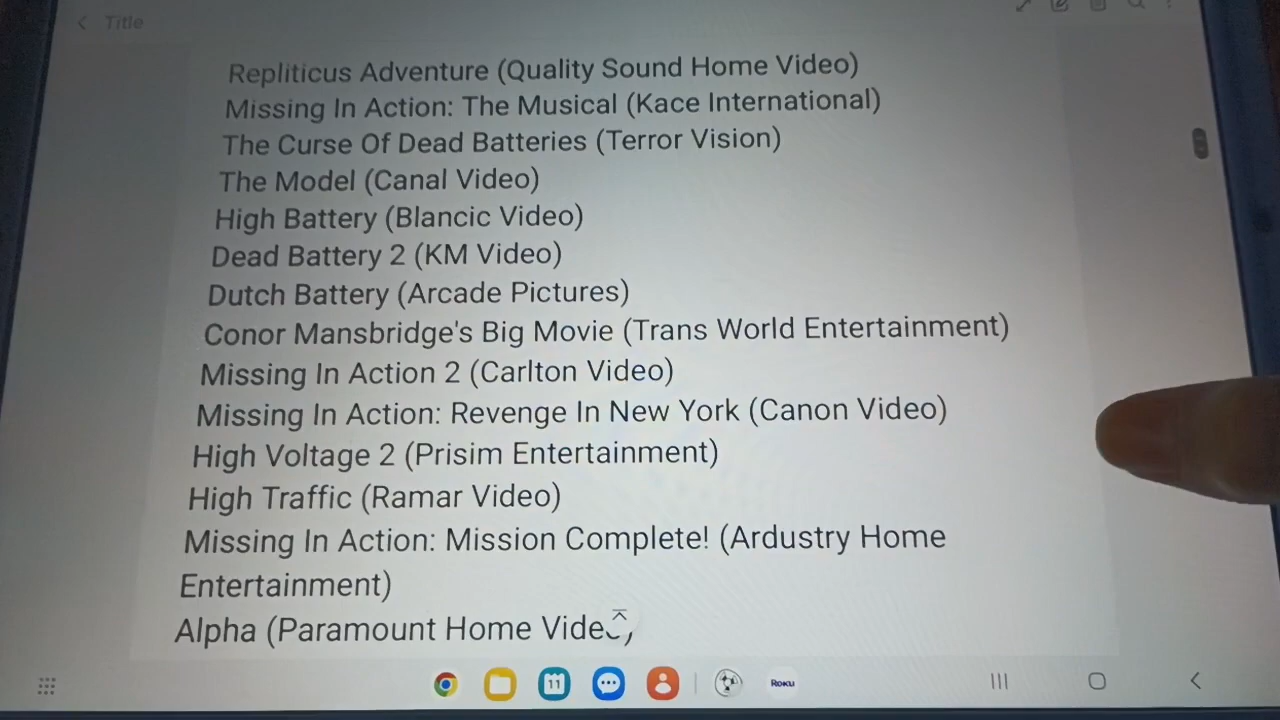 Title
Repliticus Adventure (Quality Sound Home Video)
Missing In Action: The Musical (Kace International)
The Curse Of Dead Batteries (Terror Vision)
The Model (Canal Video)
High Battery (Blancic Video)
Dead Battery 2 (KM Video)
Dutch Battery (Arcade Pictures)
Conor Mansbridge's Big Movie (Trans World Entertainment)
Missing In Action 2 (Carlton Video)
Missing In Action: Revenge In New York (Canon Video)
High Voltage 2 (Prisim Entertainment)
High Traffic (Ramar Video)
Missing In Action: Mission Complete! (Ardustry Home
Entertainment)
Alpha (Paramount Home Video)
11
ROKU